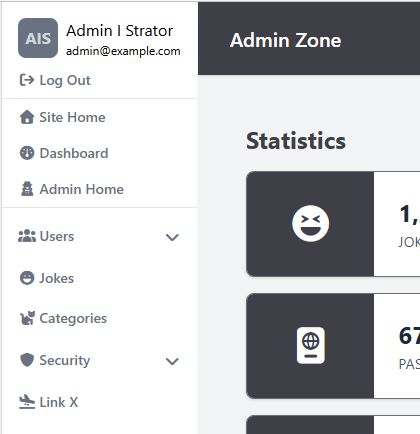 AIS
Admin I Strator
admin@example.com
Log Out
Site Home
Dashboard
Admin Home
Users
Jokes
Categories
Security
Link X
Admin Zone
Statistics
1,
JOK
67
PAS